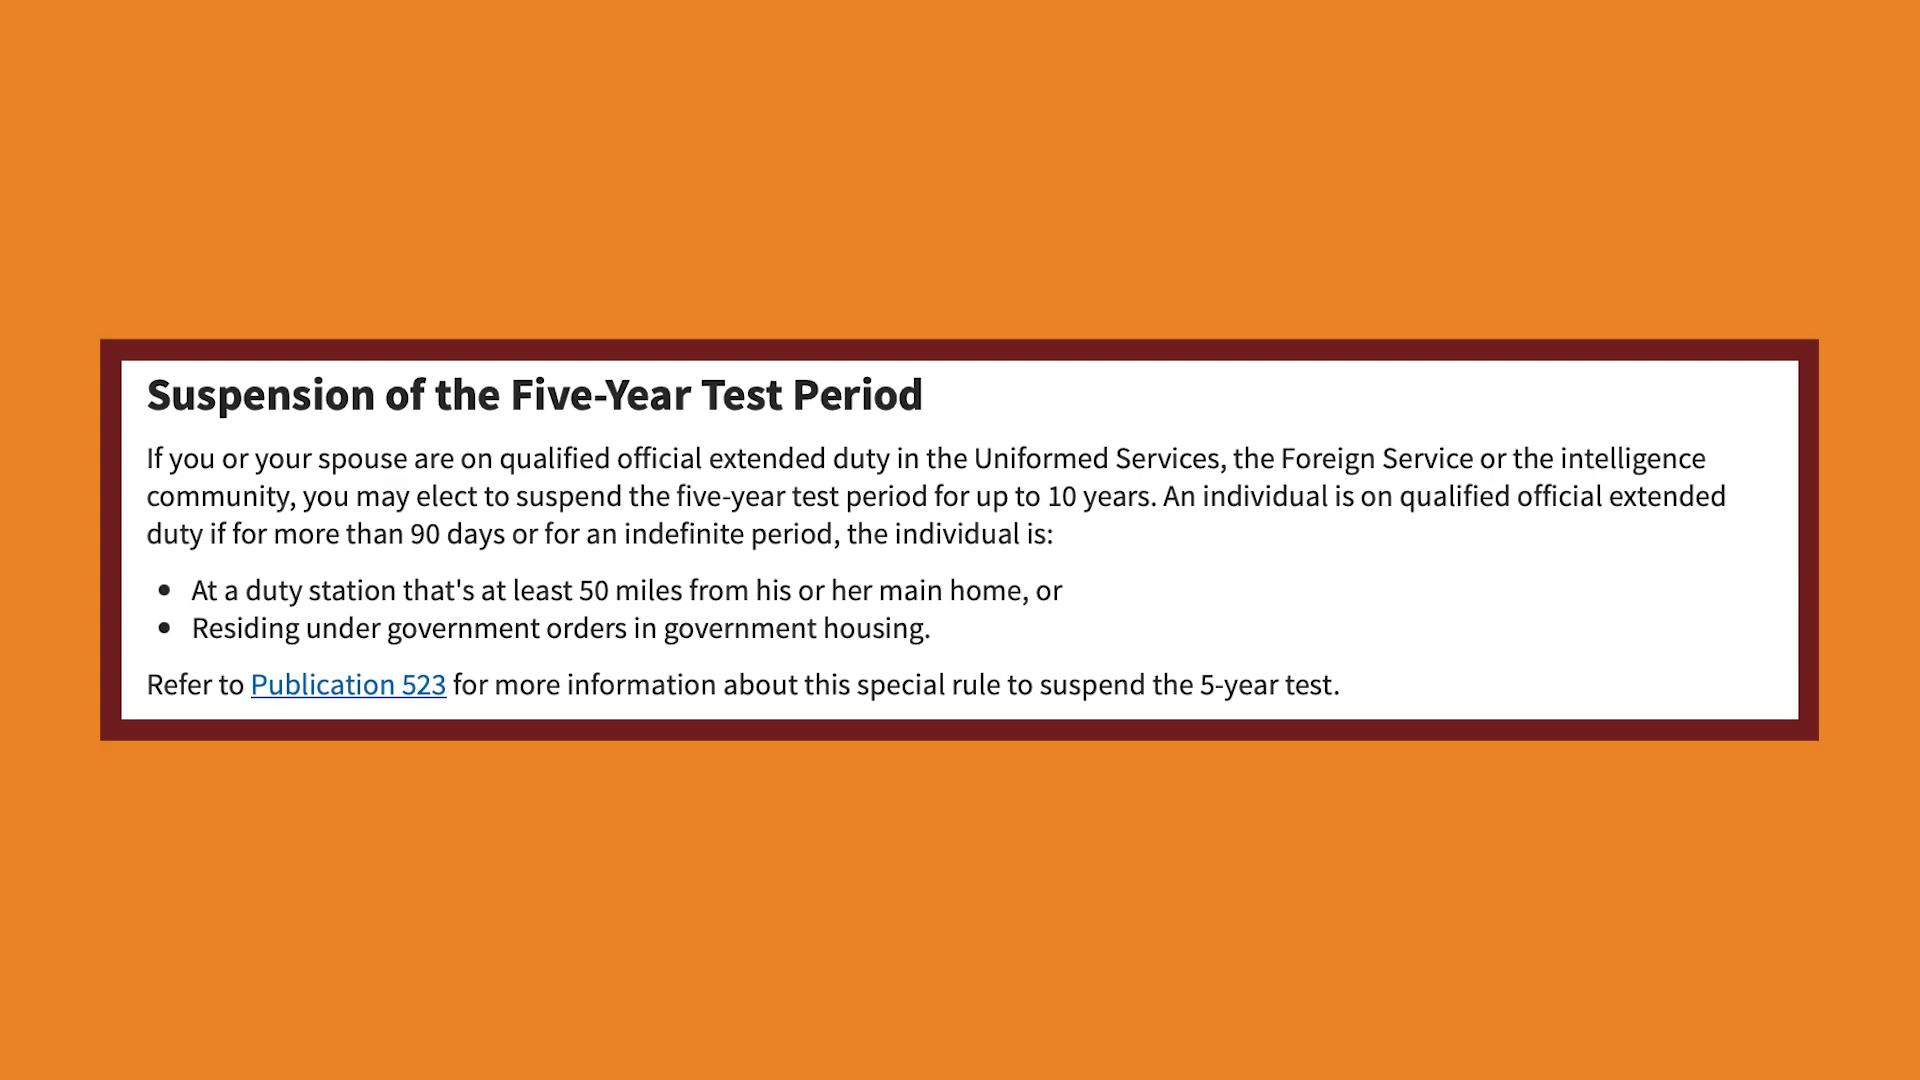 Suspension of the Five-Year Test Period
If you or your spouse are on qualified official extended duty in the Uniformed Services, the Foreign Service or the intelligence
community, you may elect to suspend the five-year test period for up to 10 years. An individual is on qualified official extended
duty if for more than 90 days or for an indefinite period, the individual is:
• At a duty station that's at least 50 miles from his or her main home, or
• Residing under government orders in government housing.
Refer to Publication 523 for more information about this special rule to suspend the 5-year test.